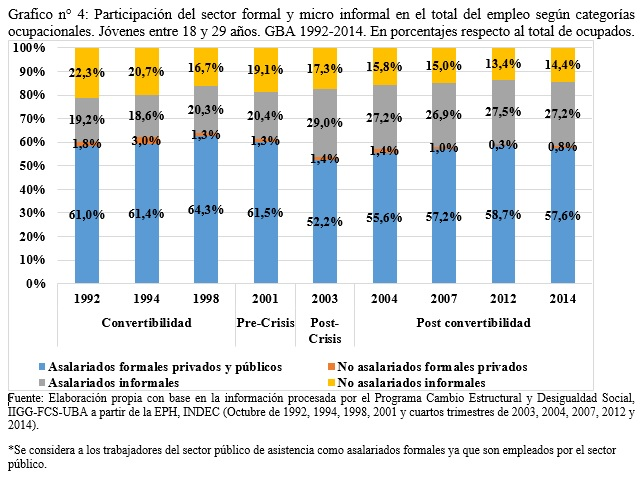 Grafico n° 4: Participación del sector formal y micro informal en el total del empleo según categorías
ocupacionales. Jóvenes entre 18 y 29 años. GBA 1992-2014. En porcentajes respecto al total de ocupados.
100%
90%
80%
70%
60%
50%
40%
30%
20%
10%
0%
22,3% 20,7% 16,7% 19,1% 17,3% 15,8% 15,0% 13,4% 14,4%
19,2% 18,6% 20,3% 20,4% 29,0% 27,2% 26,9% 27,5% 27,2%
1,8% 3,0% 1,3% 1,3% 1,4% 1,4% 1,0% 0,3% 0,8%
61,0% 61,4% 64,3% 61,5% 52,2% 55,6% 57,2% 58,7% 57,6%
1992 1994 1998 2001 2003 2004 2007 2012 2014
Convertibilidad Pre-Crisis Post- Post convertibilidad
Crisis
Asalariados formales privados y públicos No asalariados formales privados
Asalariados informales No asalariados informales
Fuente: Elaboración propia con base en la información procesada por el Programa Cambio Estructural y Desigualdad Social,
IIGG-FCS-UBA a partir de la EPH, INDEC (Octubre de 1992, 1994, 1998, 2001 y cuartos trimestres de 2003, 2004, 2007, 2012 y
2014).
*Se considera a los trabajadores del sector público de asistencia como asalariados formales ya que son empleados por el sector
público.